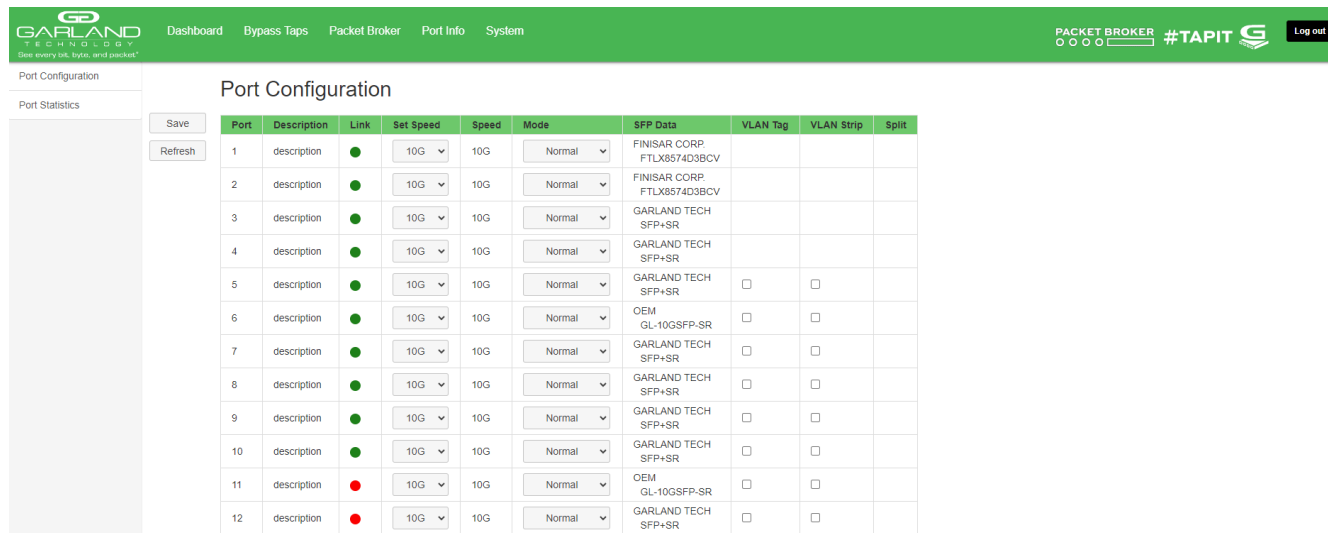 GARLAND
TECHNOLOGY
See every bit, byte, and packet®
Dashboard Bypass Taps Packet Broker Port Info System
PACKET BROKER
#TAPIT
Log out
Port Configuration
Port Statistics
Port Configuration
Save
Refresh
Port Description Link Set Speed Speed Mode SFP Data VLAN Tag VLAN Strip Split
1 description 10G 10G Normal FINISAR CORP.
FTLX8574D3BCV
2 description 10G 10G Normal FINISAR CORP.
FTLX8574D3BCV
3 description 10G 10G Normal GARLAND TECH
SFP+SR
4 description 10G 10G Normal GARLAND TECH
SFP+SR
5 description 10G 10G Normal GARLAND TECH
SFP+SR
6 description 10G 10G Normal OEM
GL-10GSFP-SR
7 description 10G 10G Normal GARLAND TECH
SFP+SR
8 description 10G 10G Normal GARLAND TECH
SFP+SR
9 description 10G 10G Normal GARLAND TECH
SFP+SR
10 description 10G 10G Normal GARLAND TECH
SFP+SR
11 description 10G 10G Normal OEM
GL-10GSFP-SR
12 description 10G 10G Normal GARLAND TECH
SFP+SR